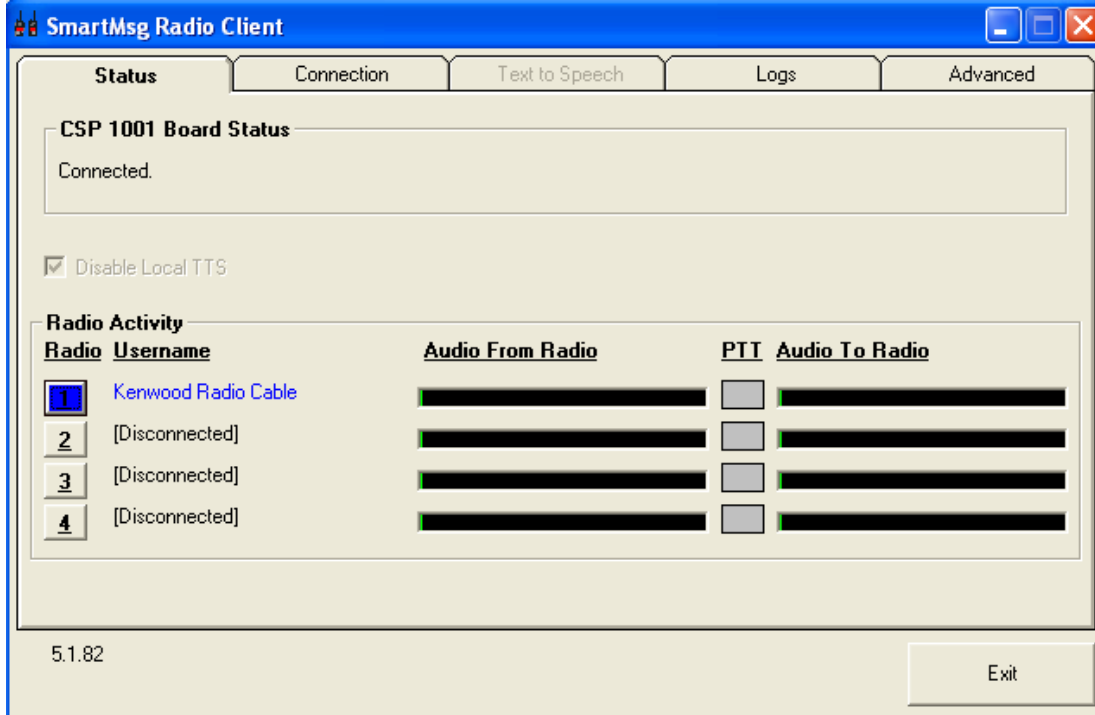 SmartMsg Radio Client
Status Connection Text to Speech Logs Advanced
CSP 1001 Board Status
Connected.
Disable Local TTS
Radio Activity
Radio Username Audio From Radio PTT Audio To Radio
1 Kenwood Radio Cable
2 [Disconnected]
3 [Disconnected]
4 [Disconnected]
5.1.82
Exit